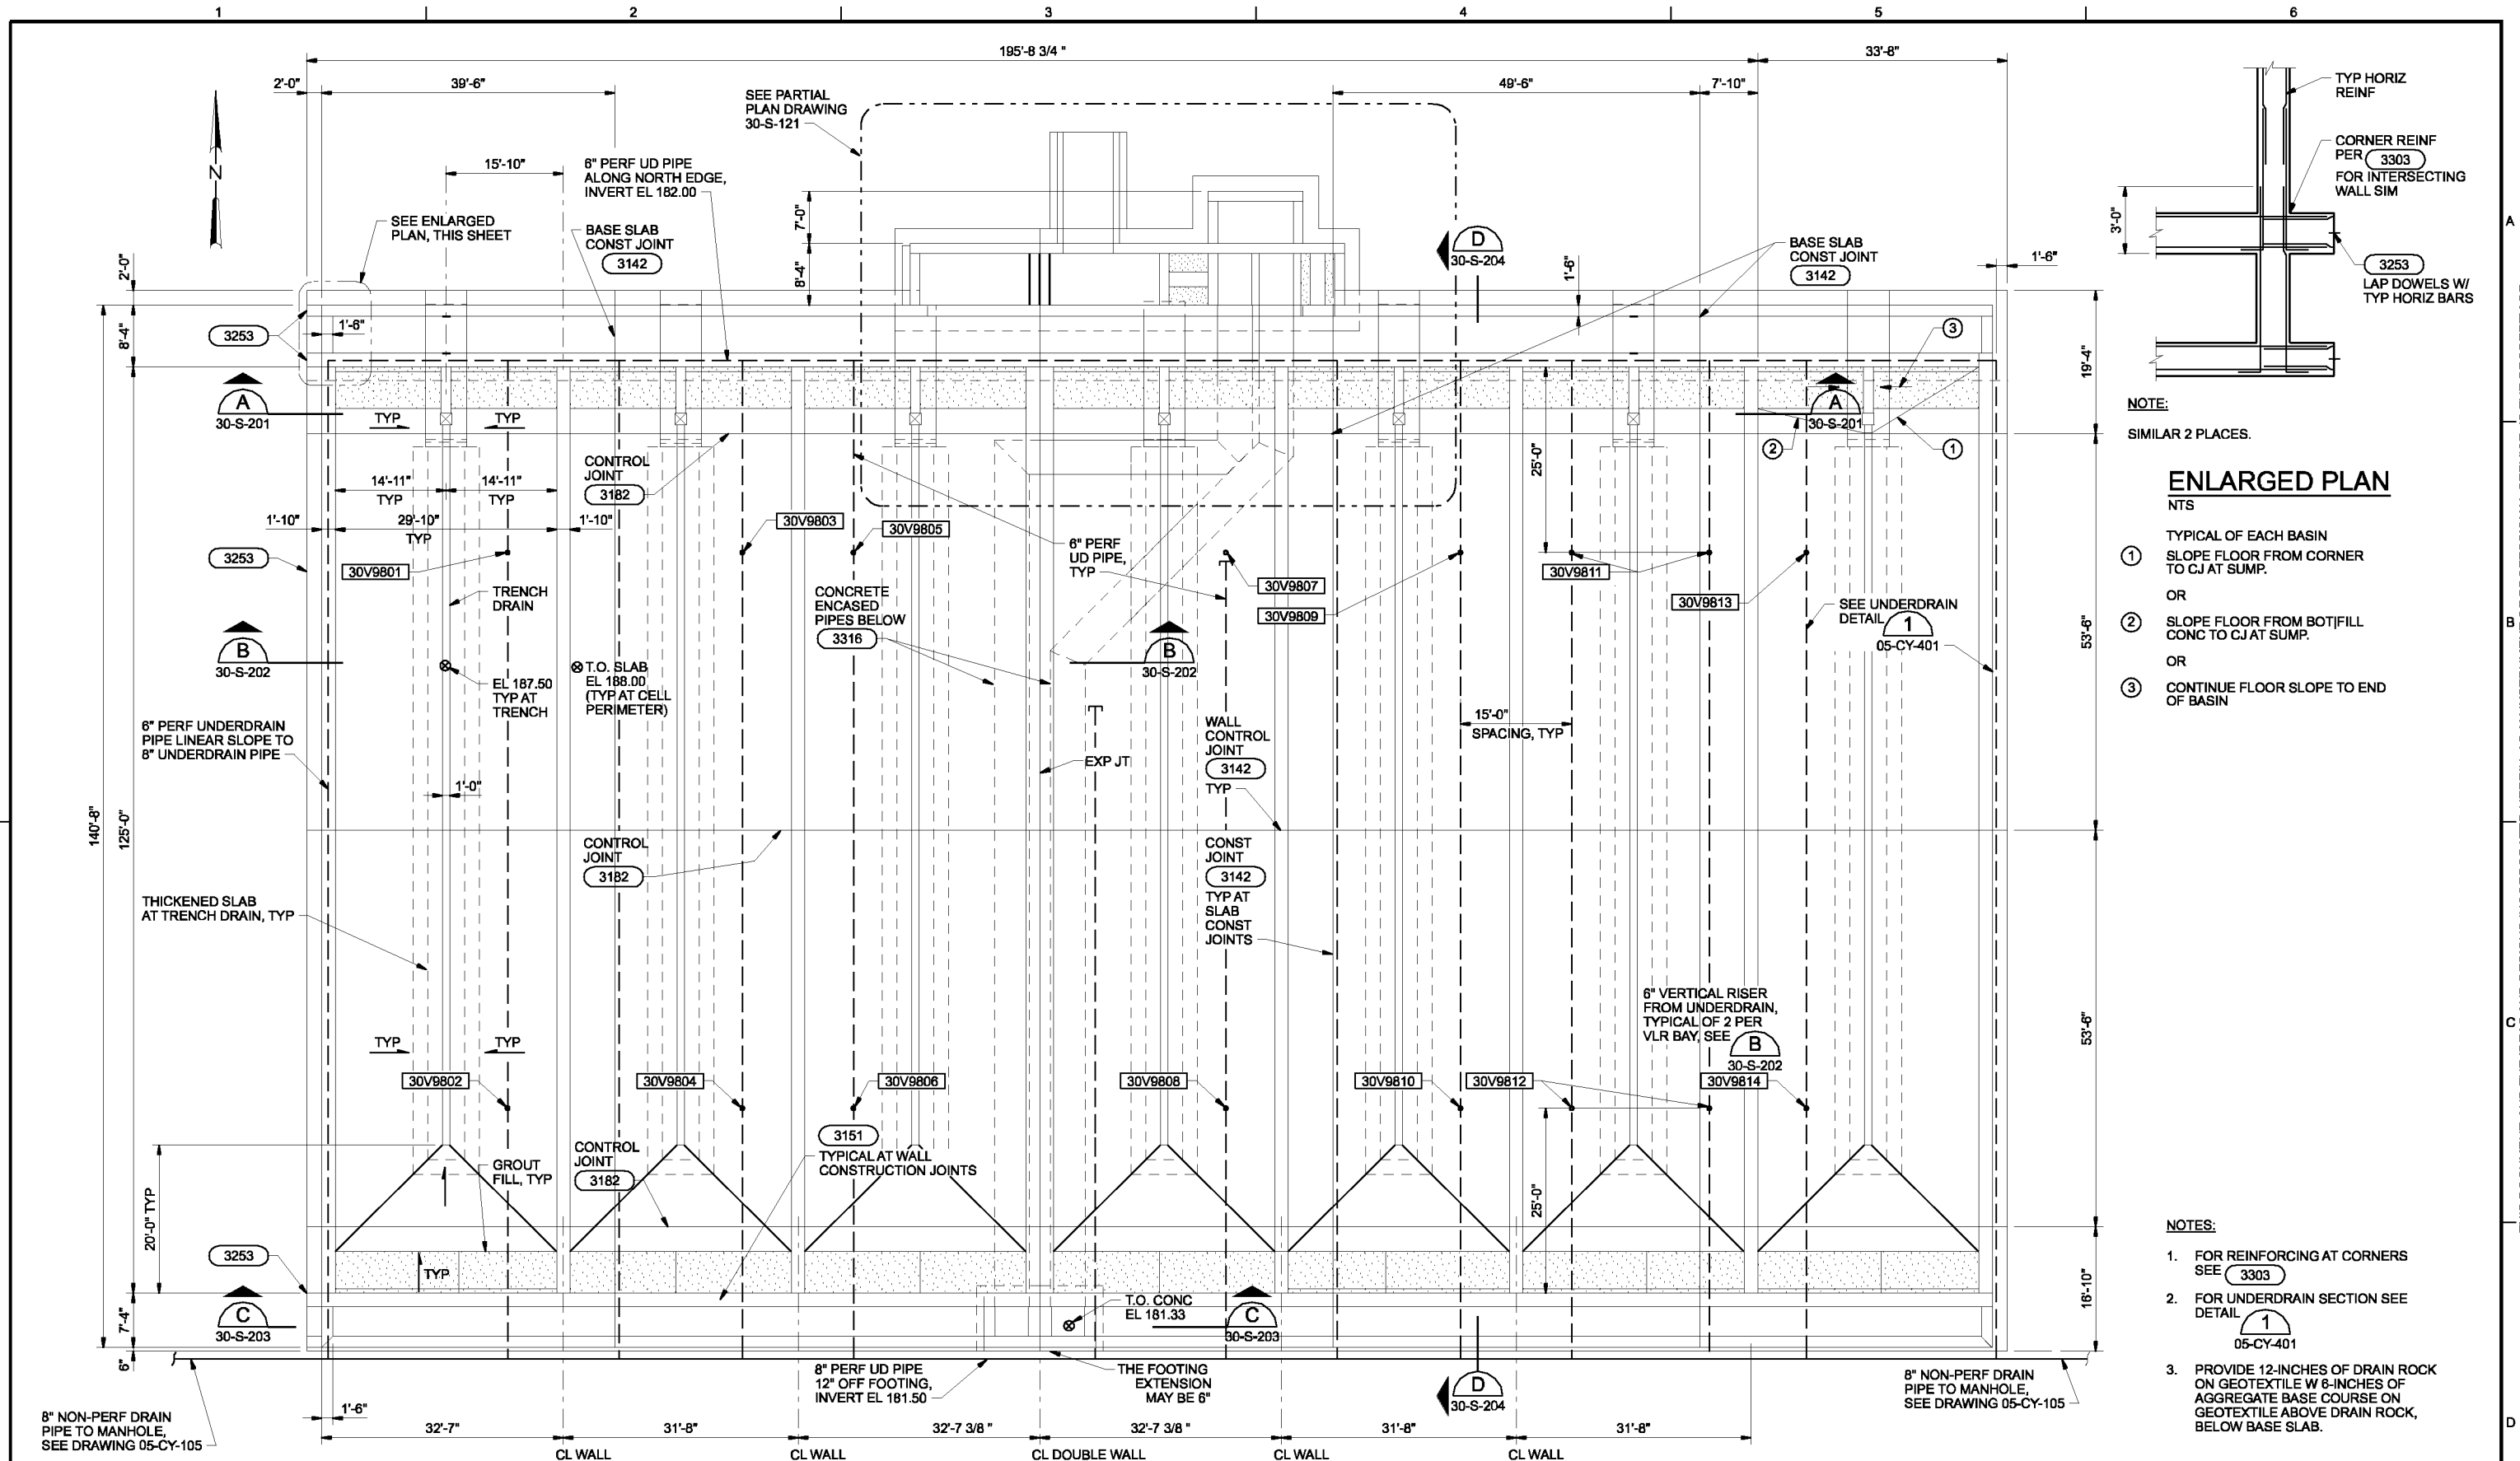 1
2
3
4
5
6
195'-8 3/4 "
33'-8"
2'-0"
39'-6"
49'-6"
7'-10"
SEE PARTIAL
PLAN DRAWING
30-S-121
N
15'-10"
6" PERF UD PIPE
ALONG NORTH EDGE,
INVERT EL 182.00
SEE ENLARGED
PLAN, THIS SHEET
BASE SLAB
CONST JOINT
3142
7'-0"
8'-4"
D
30-S-204
BASE SLAB
CONST JOINT
3142
1'-6"
1'-6"
2'-0"
8'-4"
3253
1'-6"
3
19'-4"
A
30-S-201
TYP
TYP
A
30-S-201
2
1
CONTROL
JOINT
3182
14'-11"
TYP
14'-11"
TYP
25'-0"
1'-10"
29'-10"
TYP
1'-10"
3253
30V9801
30V9803
30V9805
6" PERF
UD PIPE,
TYP
30V9807
30V9809
30V9811
30V9813
TRENCH
DRAIN
CONCRETE
ENCASED
PIPES BELOW
3316
SEE UNDERDRAIN
DETAIL
1
05-CY-401
B
30-S-202
B
30-S-202
53'-6"
EL 187.50
TYP AT
TRENCH
T.O. SLAB
EL 188.00
(TYP AT CELL
PERIMETER)
6" PERF UNDERDRAIN
PIPE LINEAR SLOPE TO
8" UNDERDRAIN PIPE
WALL
CONTROL
JOINT
3142
TYP
15'-0"
SPACING, TYP
EXP JT
1'-0"
140'-8"
125'-0"
CONTROL
JOINT
3182
CONST
JOINT
3142
TYP AT
SLAB
CONST
JOINTS
THICKENED SLAB
AT TRENCH DRAIN, TYP
6" VERTICAL RISER
FROM UNDERDRAIN,
TYPICAL OF 2 PER
VLR BAY, SEE
B
30-S-202
53'-6"
TYP
TYP
30V9802
30V9804
30V9806
30V9808
30V9810
30V9812
30V9814
3151
TYPICAL AT WALL
CONSTRUCTION JOINTS
CONTROL
JOINT
3182
GROUT
FILL, TYP
20'-0" TYP
25'-0"
3253
TYP
16'-10"
C
30-S-203
T.O. CONC
EL 181.33
C
30-S-203
7'-4"
6"
8" PERF UD PIPE
12" OFF FOOTING,
INVERT EL 181.50
THE FOOTING
EXTENSION
MAY BE 6"
D
30-S-204
8" NON-PERF DRAIN
PIPE TO MANHOLE,
SEE DRAWING 05-CY-105
8" NON-PERF DRAIN
PIPE TO MANHOLE,
SEE DRAWING 05-CY-105
1'-6"
32'-7"
31'-8"
32'-7 3/8 "
32'-7 3/8 "
31'-8"
31'-8"
CL WALL
CL WALL
CL DOUBLE WALL
CL WALL
CL WALL
TYP HORIZ
REINF
CORNER REINF
PER 3303
FOR INTERSECTING
WALL SIM
3'-0"
3253
LAP DOWELS W/
TYP HORIZ BARS
NOTE:
SIMILAR 2 PLACES.
ENLARGED PLAN
NTS
TYPICAL OF EACH BASIN
1 SLOPE FLOOR FROM CORNER
TO CJ AT SUMP.
OR
2 SLOPE FLOOR FROM BOT|FILL
CONC TO CJ AT SUMP.
OR
3 CONTINUE FLOOR SLOPE TO END
OF BASIN
NOTES:
1. FOR REINFORCING AT CORNERS
SEE 3303
2. FOR UNDERDRAIN SECTION SEE
DETAIL 1
05-CY-401
3. PROVIDE 12-INCHES OF DRAIN ROCK
ON GEOTEXTILE W 6-INCHES OF
AGGREGATE BASE COURSE ON
GEOTEXTILE ABOVE DRAIN ROCK,
BELOW BASE SLAB.
A
B
C
D